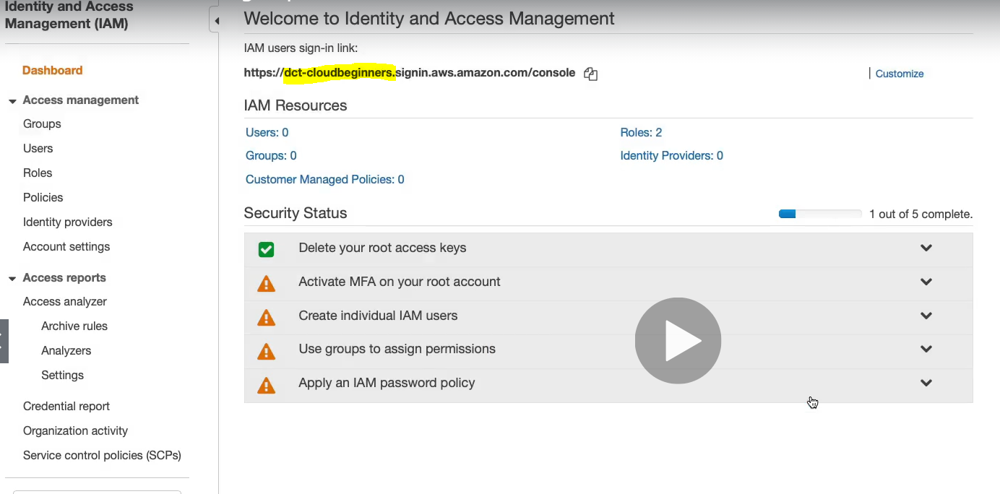 Identity and Access
Management (IAM)
Dashboard
Access management
Groups
Users
Roles
Policies
Identity providers
Account settings
Access reports
Access analyzer
Archive rules
Analyzers
Settings
Credential report
Organization activity
Service control policies (SCPs)
Welcome to Identity and Access Management
IAM users sign-in link:
https://dct-cloudbeginners.signin.aws.amazon.com/console
Customize
IAM Resources
Users: 0
Roles: 2
Groups: 0
Identity Providers: 0
Customer Managed Policies: 0
Security Status
1 out of 5 complete.
Delete your root access keys
Activate MFA on your root account
Create individual IAM users
Use groups to assign permissions
Apply an IAM password policy